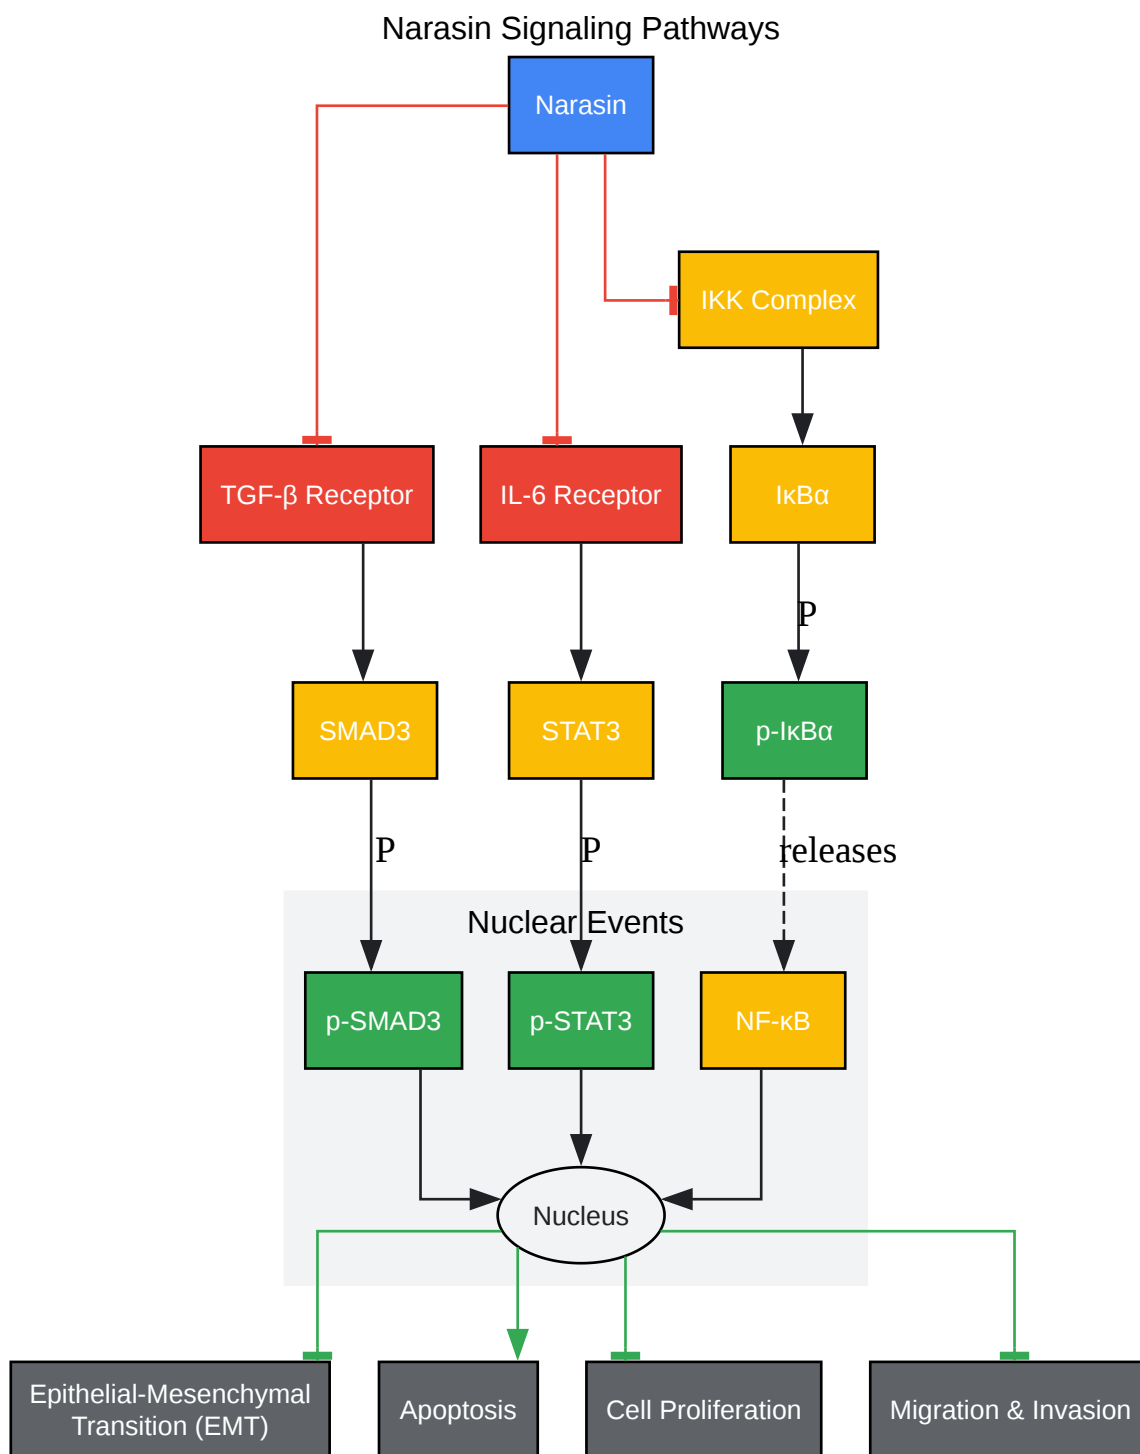 Narasin Signaling Pathways
Narasin
IKK Complex
TGF-β Receptor
IL-6 Receptor
IκBα
P
SMAD3
STAT3
p-IκBα
P
P
releases
Nuclear Events
p-SMAD3
p-STAT3
NF-κB
Nucleus
Epithelial-Mesenchymal
Transition (EMT)
Apoptosis
Cell Proliferation
Migration & Invasion